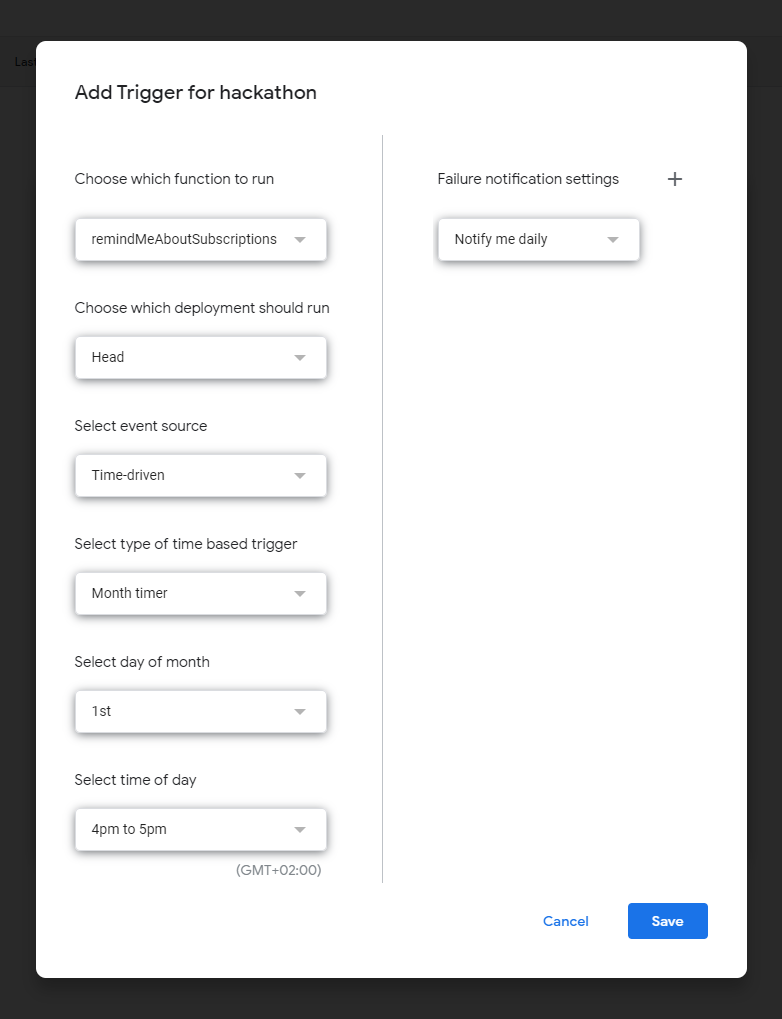 Last
Add Trigger for hackathon
Choose which function to run
remindMeAboutSubscriptions
Choose which deployment should run
Head
Select event source
Time-driven
Select type of time based trigger
Month timer
Select day of month
1st
Select time of day
4pm to 5pm
(GMT+02:00)
Failure notification settings
Notify me daily
Cancel
Save